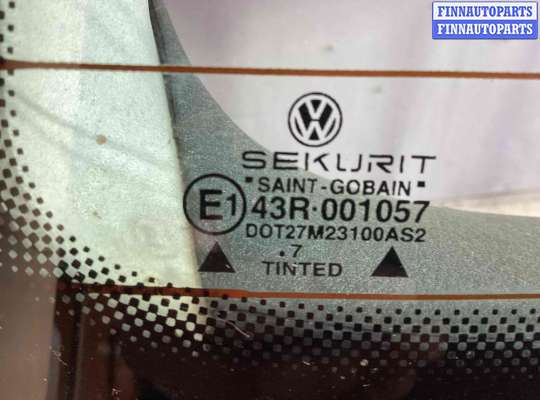 FINNAUTOPARTS
FINNAUTOPARTS
SEKURIT
SAINT-GOBAIN
E1 43R·001057
DOT27M23100AS2
.7
TINTED